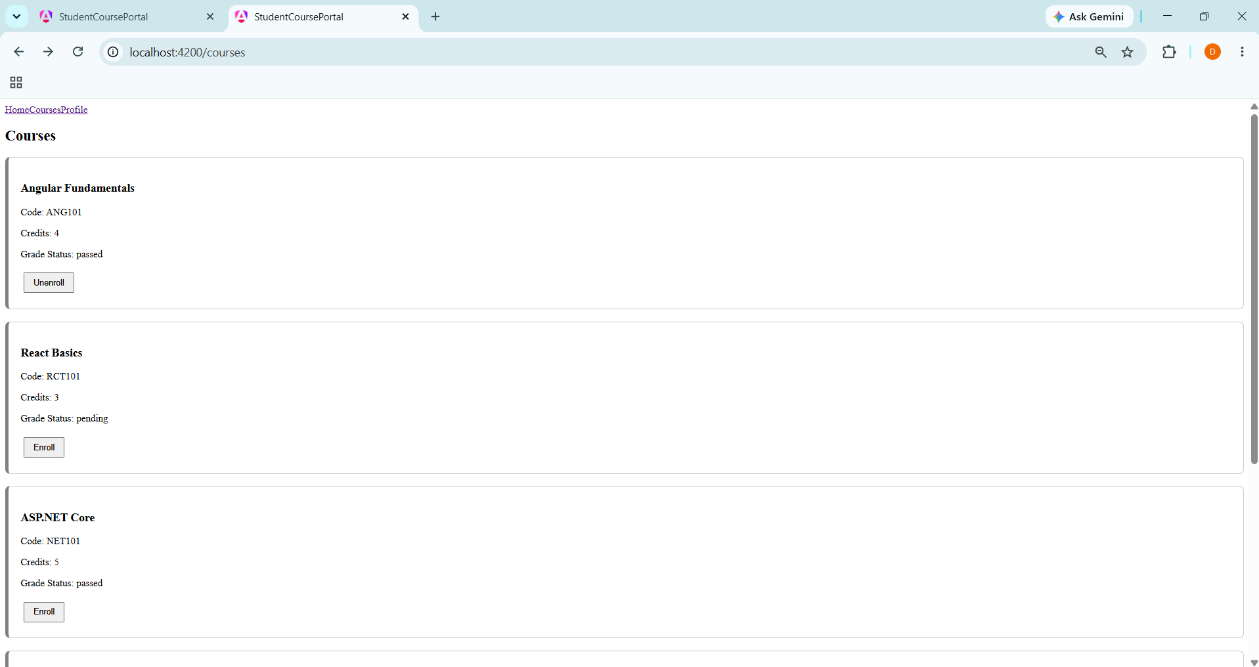 StudentCoursePortal
StudentCoursePortal
Ask Gemini
localhost:4200/courses
D
HomeCoursesProfile
Courses
Angular Fundamentals
Code: ANG101
Credits: 4
Grade Status: passed
Unenroll
React Basics
Code: RCT101
Credits: 3
Grade Status: pending
Enroll
ASP.NET Core
Code: NET101
Credits: 5
Grade Status: passed
Enroll